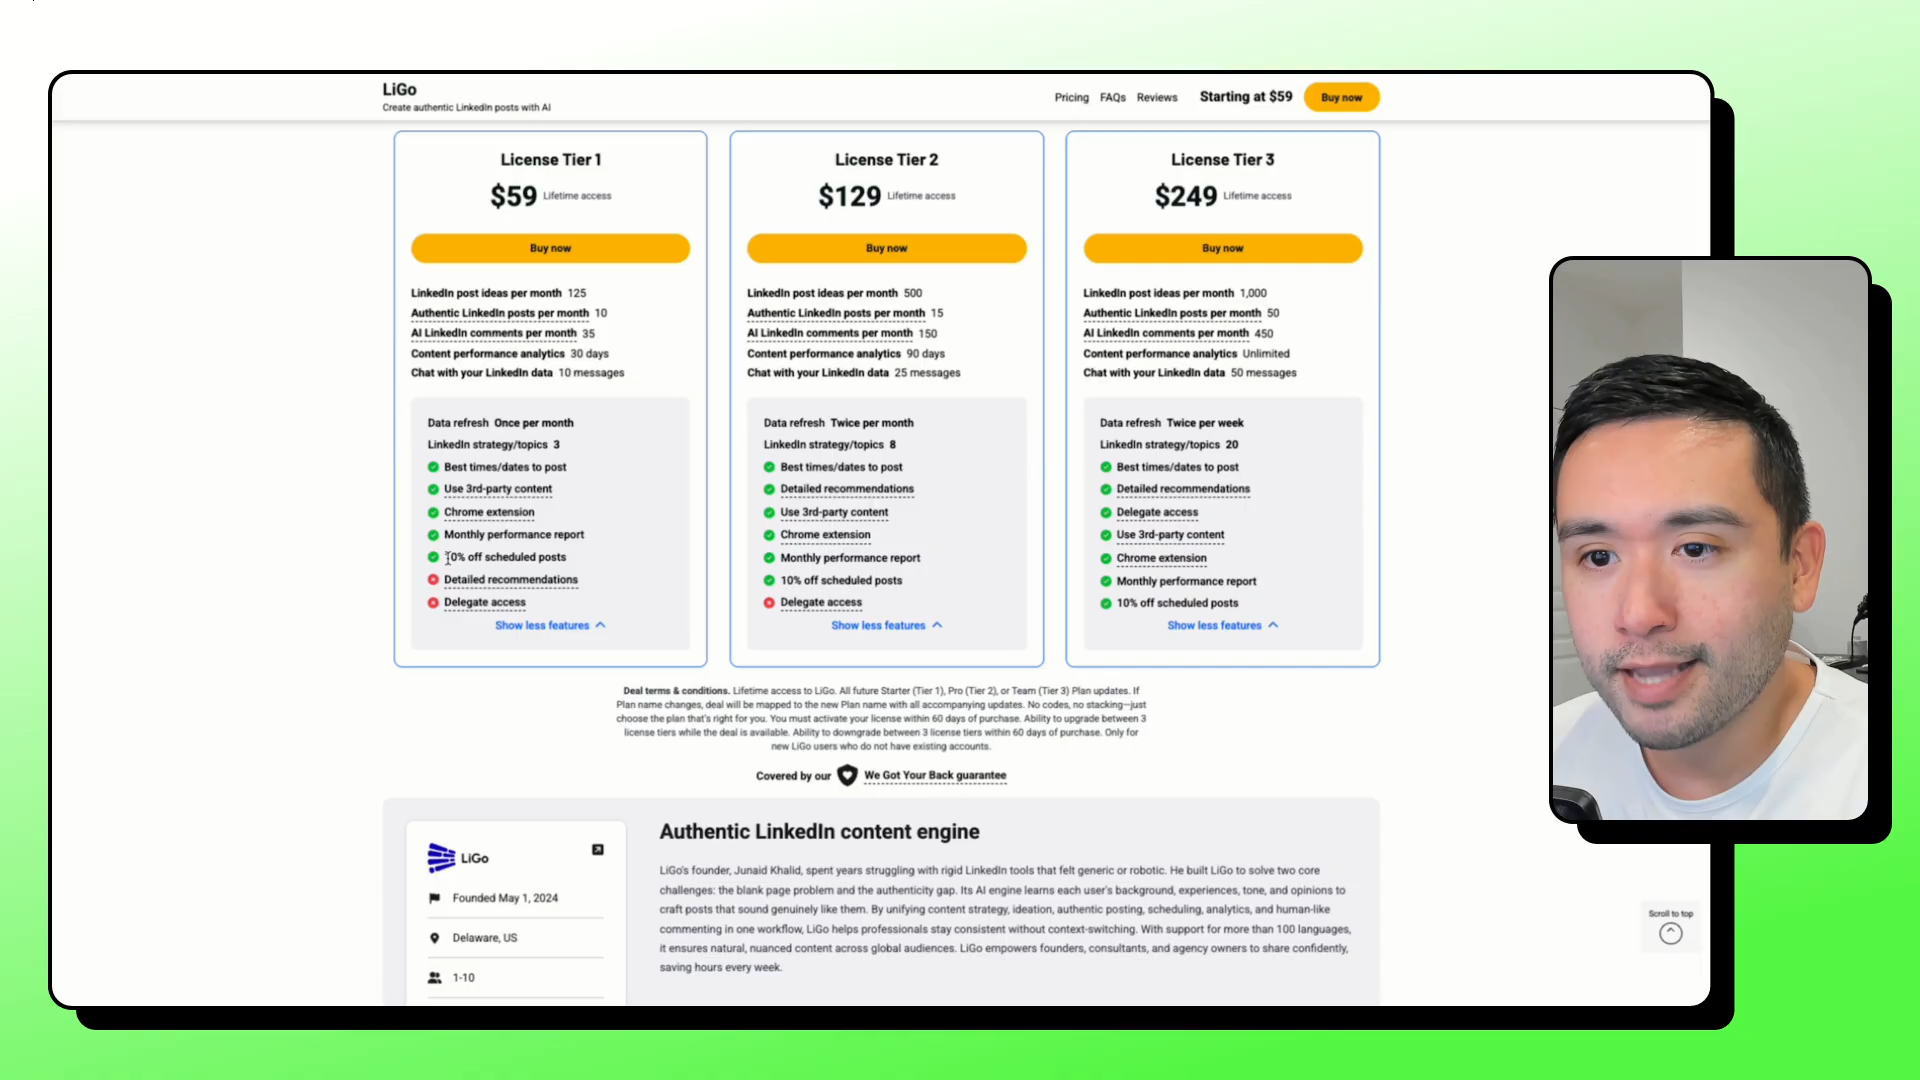 LiGo
Create authentic LinkedIn posts with AI
Pricing FAQs Reviews Starting at $59 Buy now
License Tier 1
$59 Lifetime access
Buy now
LinkedIn post ideas per month 125
Authentic LinkedIn posts per month 10
AI LinkedIn comments per month 35
Content performance analytics 30 days
Chat with your LinkedIn data 10 messages
Data refresh Once per month
LinkedIn strategy/topics 3
Best times/dates to post
Use 3rd-party content
Chrome extension
Monthly performance report
10% off scheduled posts
Detailed recommendations
Delegate access
Show less features
License Tier 2
$129 Lifetime access
Buy now
LinkedIn post ideas per month 500
Authentic LinkedIn posts per month 15
AI LinkedIn comments per month 150
Content performance analytics 90 days
Chat with your LinkedIn data 25 messages
Data refresh Twice per month
LinkedIn strategy/topics 8
Best times/dates to post
Detailed recommendations
Use 3rd-party content
Chrome extension
Monthly performance report
10% off scheduled posts
Delegate access
Show less features
License Tier 3
$249 Lifetime access
Buy now
LinkedIn post ideas per month 1,000
Authentic LinkedIn posts per month 50
AI LinkedIn comments per month 450
Content performance analytics Unlimited
Chat with your LinkedIn data 50 messages
Data refresh Twice per week
LinkedIn strategy/topics 20
Best times/dates to post
Detailed recommendations
Delegate access
Use 3rd-party content
Chrome extension
Monthly performance report
10% off scheduled posts
Show less features
Deal terms & conditions. Lifetime access to LiGo. All future Starter (Tier 1), Pro (Tier 2), or Team (Tier 3) Plan updates. If
Plan name changes, deal will be mapped to the new Plan name with all accompanying updates. No codes, no stacking—just
choose the plan that's right for you. You must activate your license within 60 days of purchase. Ability to upgrade between 3
license tiers while the deal is available. Ability to downgrade between 3 license tiers within 60 days of purchase. Only for
new LiGo users who do not have existing accounts.
Covered by our We Got Your Back guarantee
LiGo
Founded May 1, 2024
Delaware, US
1-10
Authentic LinkedIn content engine
LiGo's founder, Junaid Khalid, spent years struggling with rigid LinkedIn tools that felt generic or robotic. He built LiGo to solve two core
challenges: the blank page problem and the authenticity gap. Its AI engine learns each user's background, experiences, tone, and opinions to
craft posts that sound genuinely like them. By unifying content strategy, ideation, authentic posting, scheduling, analytics, and human-like
commenting in one workflow, LiGo helps professionals stay consistent without context-switching. With support for more than 100 languages,
it ensures natural, nuanced content across global audiences. LiGo empowers founders, consultants, and agency owners to share confidently,
saving hours every week.
Scroll to top